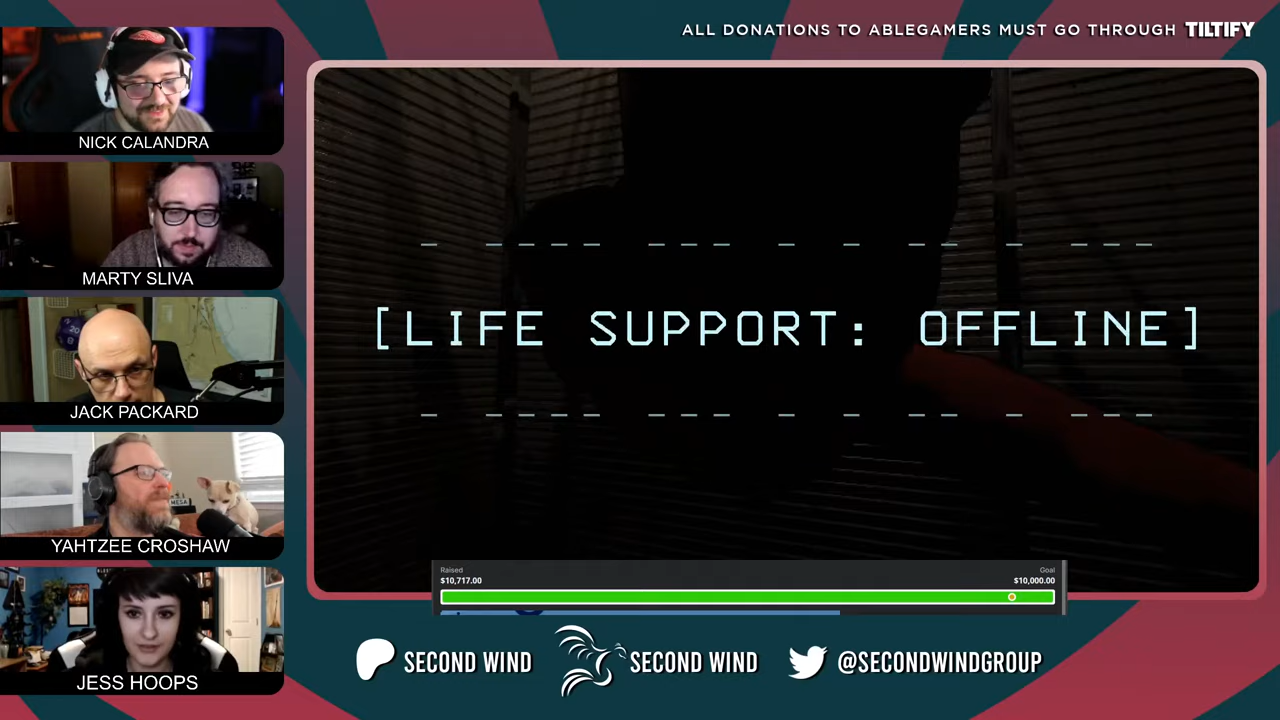 ALL DONATIONS TO ABLEGAMERS MUST GO THROUGH TILTIFY
NICK CALANDRA
MARTY SLIVA
JACK PACKARD
YAHTZEE CROSHAW
JESS HOOPS
[LIFE SUPPORT: OFFLINE]
Raised
$10,717.00
Goal
$10,000.00
SECOND WIND
SECOND WIND
@SECONDWINDGROUP